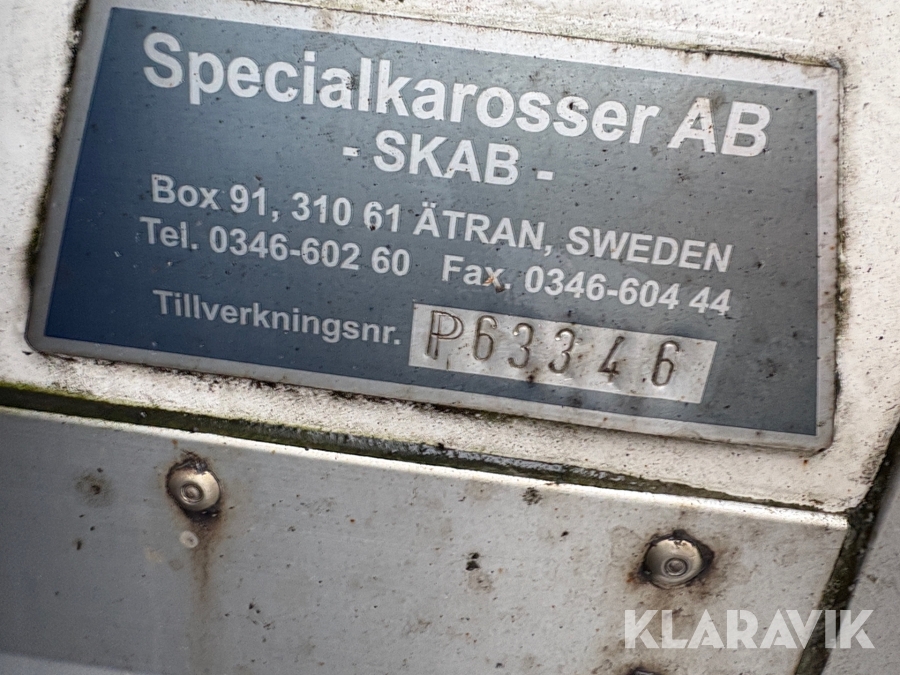 Specialkarosser AB
- SKAB -
Box 91, 310 61 ÄTRAN, SWEDEN
Tel. 0346-602 60 Fax. 0346-604 44
Tillverkningsnr. P63346
KLARAVIK